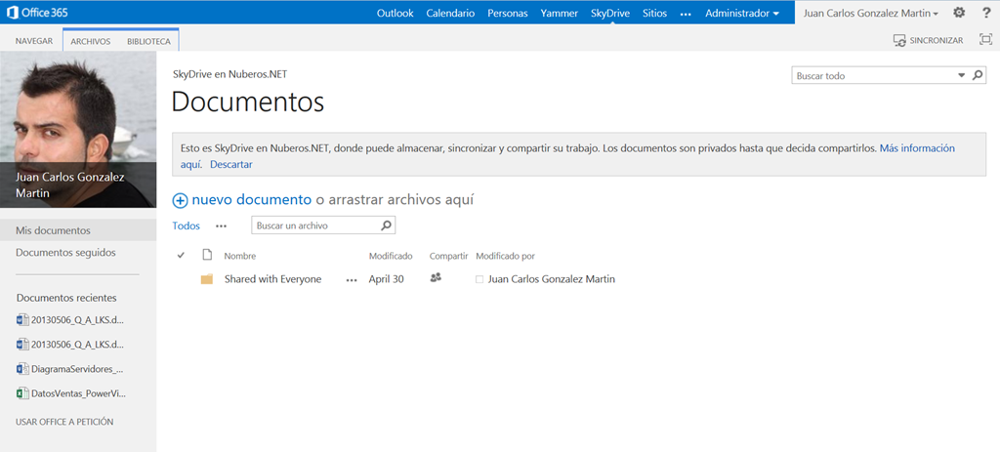 Office 365
Outlook Calendario Personas Yammer SkyDrive Sitios ••• Administrador
Juan Carlos Gonzalez Martin
?
NAVEGAR ARCHIVOS BIBLIOTECA
SINCRONIZAR
SkyDrive en Nuberos.NET
Buscar todo
Documentos
Esto es SkyDrive en Nuberos.NET, donde puede almacenar, sincronizar y compartir su trabajo. Los documentos son privados hasta que decida compartirlos. Más información
aquí. Descartar
Juan Carlos Gonzalez
Martin
nuevo documento o arrastrar archivos aquí
Todos ••• Buscar un archivo
Nombre Modificado Compartir Modificado por
Shared with Everyone ••• April 30 Juan Carlos Gonzalez Martin
Mis documentos
Documentos seguidos
Documentos recientes
20130506_Q_A_LKS.d...
20130506_Q_A_LKS.d...
DiagramaServidores_...
DatosVentas_PowerVi...
USAR OFFICE A PETICIÓN